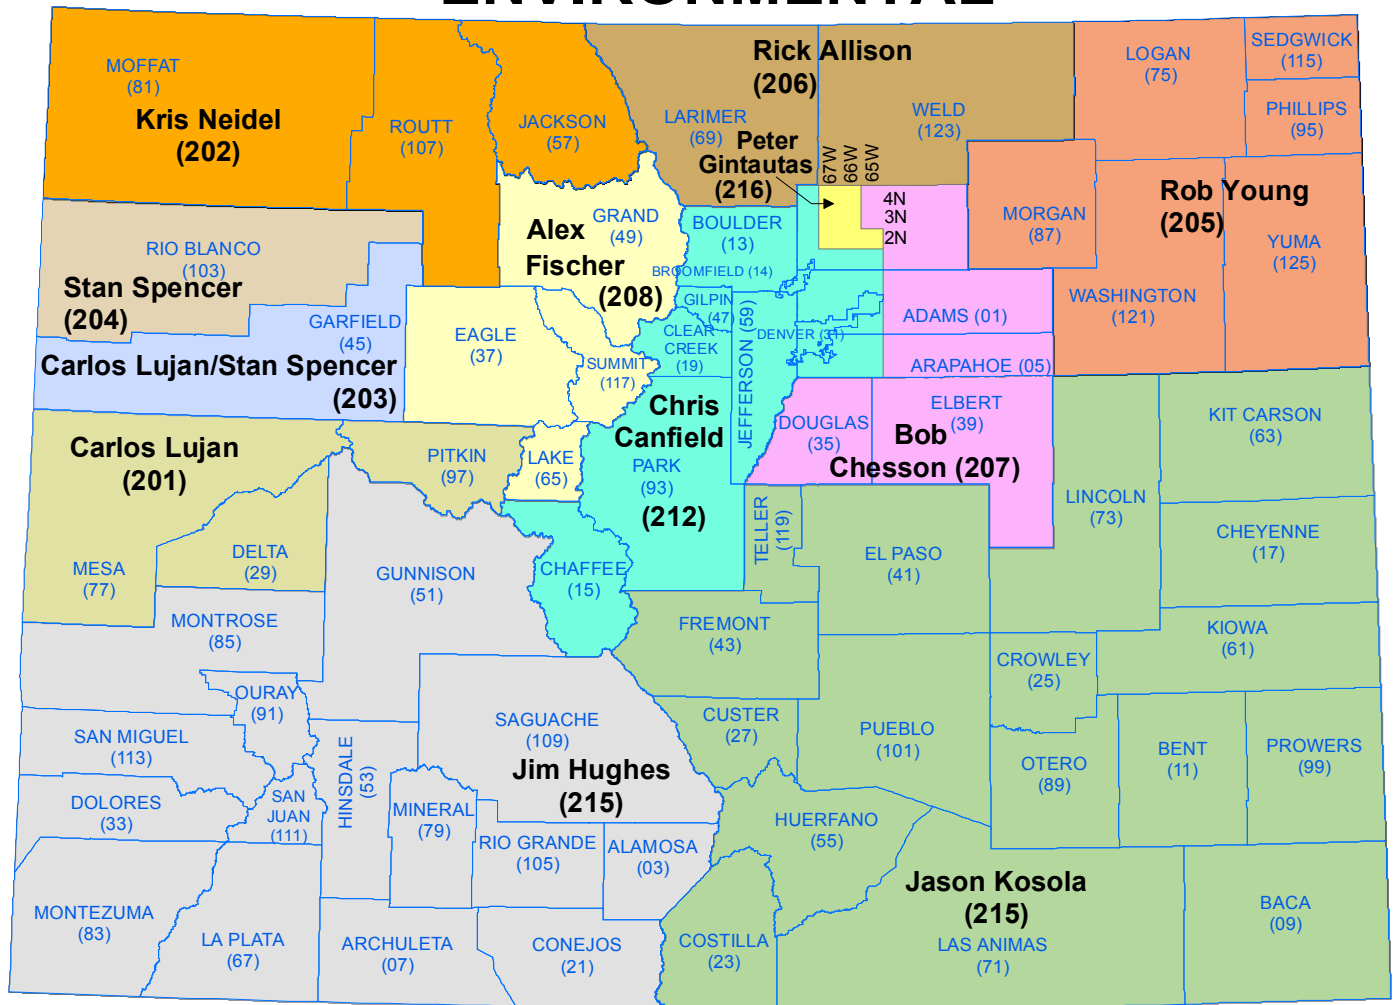 ENVIRONMENTAL
MOFFAT
(81)
Kris Neidel
(202)
ROUTT
(107)
JACKSON
(57)
Rick Allison
(206)
LARIMER
(69)
WELD
(123)
LOGAN
(75)
SEDGWICK
(115)
PHILLIPS
(95)
Peter
Gintautas
(216)
67W
66W
65W
4N
3N
2N
Rob Young
(205)
MORGAN
(87)
YUMA
(125)
WASHINGTON
(121)
RIO BLANCO
(103)
Stan Spencer
(204)
GRAND
(49)
Alex
Fischer
(208)
BOULDER
(13)
BROOMFIELD (14)
GILPIN
(47)
CLEAR
CREEK
(19)
JEFFERSON (59)
DENVER (31)
ADAMS (01)
ARAPAHOE (05)
GARFIELD
(45)
Carlos Lujan/Stan Spencer
(203)
EAGLE
(37)
SUMMIT
(117)
Chris
Canfield
PARK
(93)
(212)
DOUGLAS
(35)
ELBERT
(39)
Bob
Chesson (207)
KIT CARSON
(63)
Carlos Lujan
(201)
PITKIN
(97)
LAKE
(65)
LINCOLN
(73)
CHEYENNE
(17)
TELLER
(119)
EL PASO
(41)
MESA
(77)
DELTA
(29)
GUNNISON
(51)
CHAFFEE
(15)
MONTROSE
(85)
FREMONT
(43)
KIOWA
(61)
CROWLEY
(25)
OURAY
(91)
SAGUACHE
(109)
CUSTER
(27)
PUEBLO
(101)
SAN MIGUEL
(113)
HINSDALE
(53)
Jim Hughes
(215)
OTERO
(89)
BENT
(11)
PROWERS
(99)
DOLORES
(33)
SAN
JUAN
(111)
MINERAL
(79)
RIO GRANDE
(105)
ALAMOSA
(03)
HUERFANO
(55)
Jason Kosola
(215)
MONTEZUMA
(83)
LA PLATA
(67)
ARCHULETA
(07)
CONEJOS
(21)
COSTILLA
(23)
LAS ANIMAS
(71)
BACA
(09)